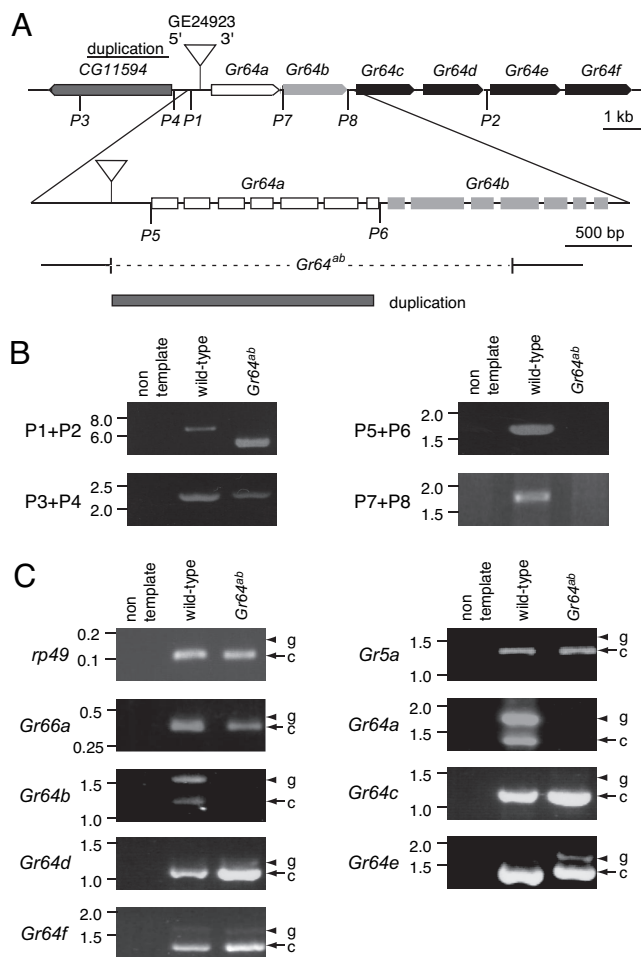 A
GE24923
5' 3'
duplication
CG11594 Gr64a Gr64b Gr64c Gr64d Gr64e Gr64f
P3 P4 P1 P7 P8 P2
1 kb
Gr64a Gr64b
P5 P6
500 bp
Gr64ab
duplication
B
non template wild-type Gr64ab
P1+P2 8.0 6.0
P3+P4 2.5 2.0
non template wild-type Gr64ab
P5+P6 2.0 1.5
P7+P8 2.0 1.5
C
non template wild-type Gr64ab
rp49 0.2 0.1 g c
Gr66a 0.5 0.25 g c
Gr64b 1.5 1.0 g c
Gr64d 1.5 1.0 g c
Gr64f 2.0 1.5 g c
non template wild-type Gr64ab
Gr5a 1.5 1.0 g c
Gr64a 2.0 1.5 g c
Gr64c 1.5 1.0 g c
Gr64e 2.0 1.5 g c